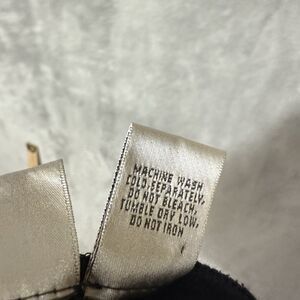 MACHINE WASH
COLD, SEPARATELY,
DO NOT BLEACH,
TUMBLE DRY LOW,
DO NOT IRON